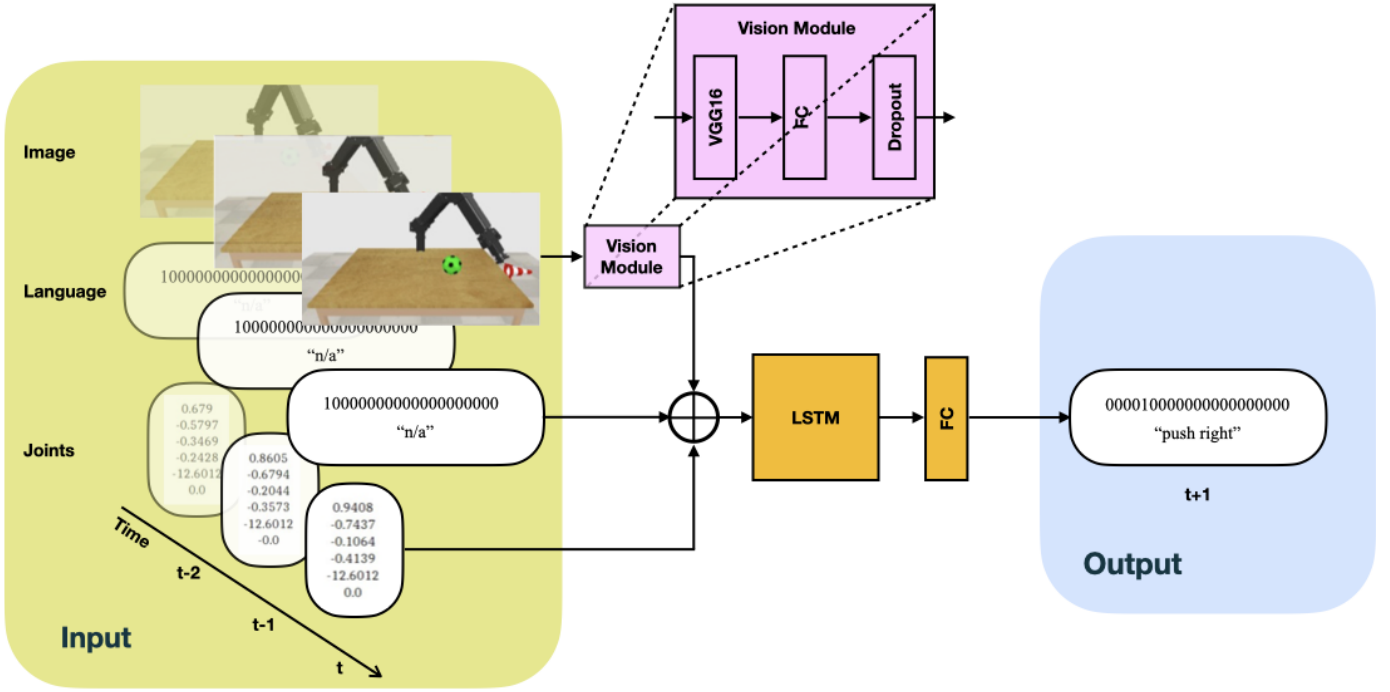 Vision Module
VGG16
FC
Dropout
Image
Vision
Module
Language
1000000000000000
"n/a"
100000000000000000000
"n/a"
10000000000000000000
"n/a"
LSTM
FC
000010000000000000000
"push right"
t+1
Output
Joints
0.679
-0.5797
-0.3469
-0.2428
-12.6012
0.0
0.8605
-0.6794
-0.2044
-0.3573
-12.6012
-0.0
0.9408
-0.7437
-0.1064
-0.4139
-12.6012
0.0
Time
t-2
t-1
t
Input